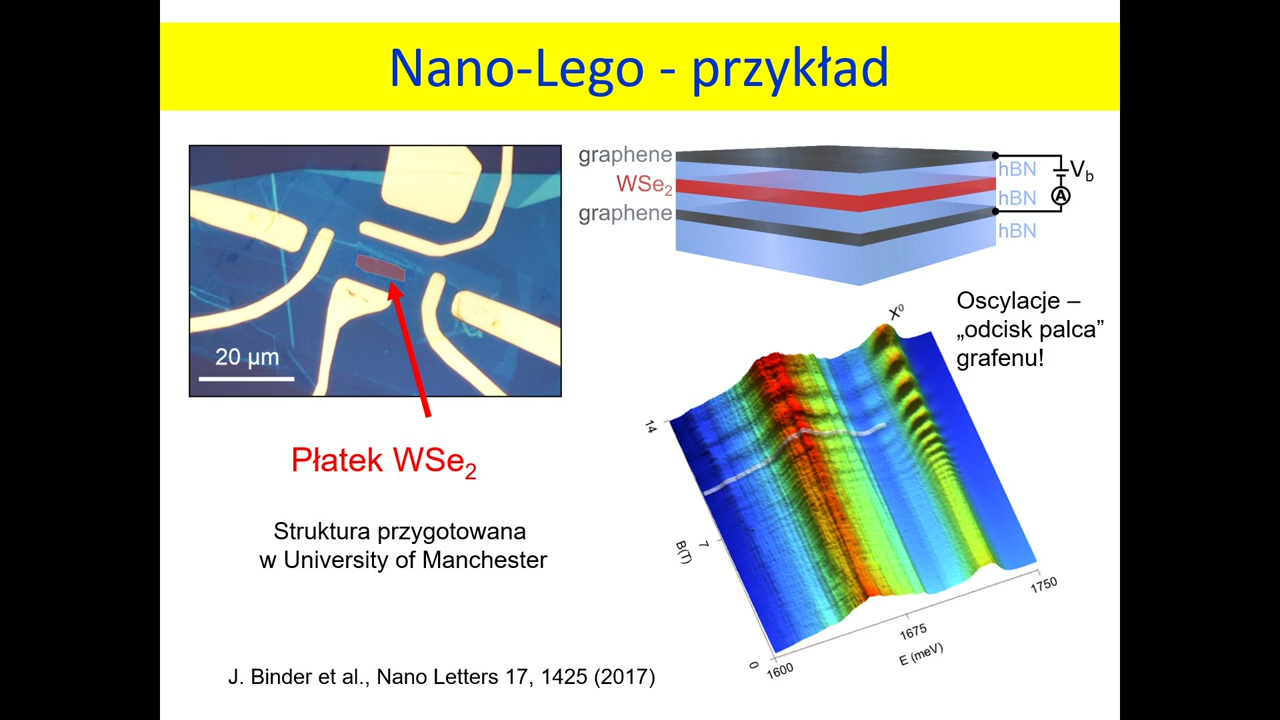 Nano-Lego - przykład
20 µm
Płatek WSe₂
Struktura przygotowana
w University of Manchester
graphene
WSe₂
graphene
hBN
hBN
hBN
V_b
A
Oscylacje –
„odcisk palca”
grafenu!
X⁰
14
7
0
B(T)
1600
1675
1750
E (meV)
J. Binder et al., Nano Letters 17, 1425 (2017)